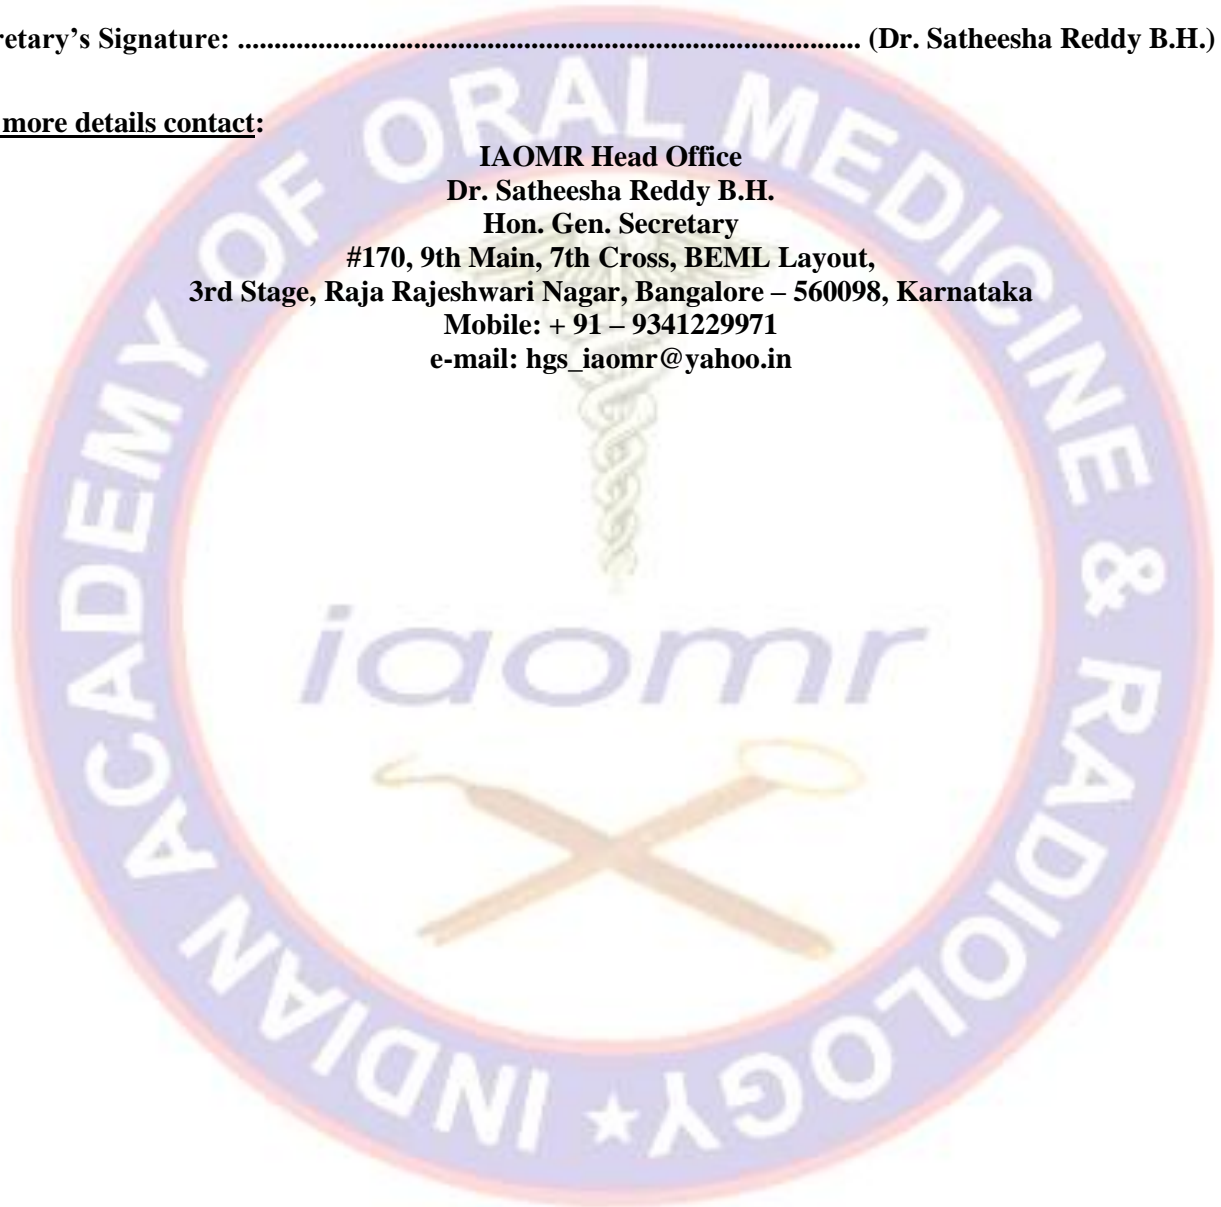 retary’s Signature: ...................................................................................... (Dr. Satheesha Reddy B.H.)
more details contact:
IAOMR Head Office
Dr. Satheesha Reddy B.H.
Hon. Gen. Secretary
#170, 9th Main, 7th Cross, BEML Layout,
3rd Stage, Raja Rajeshwari Nagar, Bangalore – 560098, Karnataka
Mobile: + 91 – 9341229971
e-mail: hgs_iaomr@yahoo.in
INDIAN ACADEMY OF ORAL MEDICINE & RADIOLOGY ★
iaomr